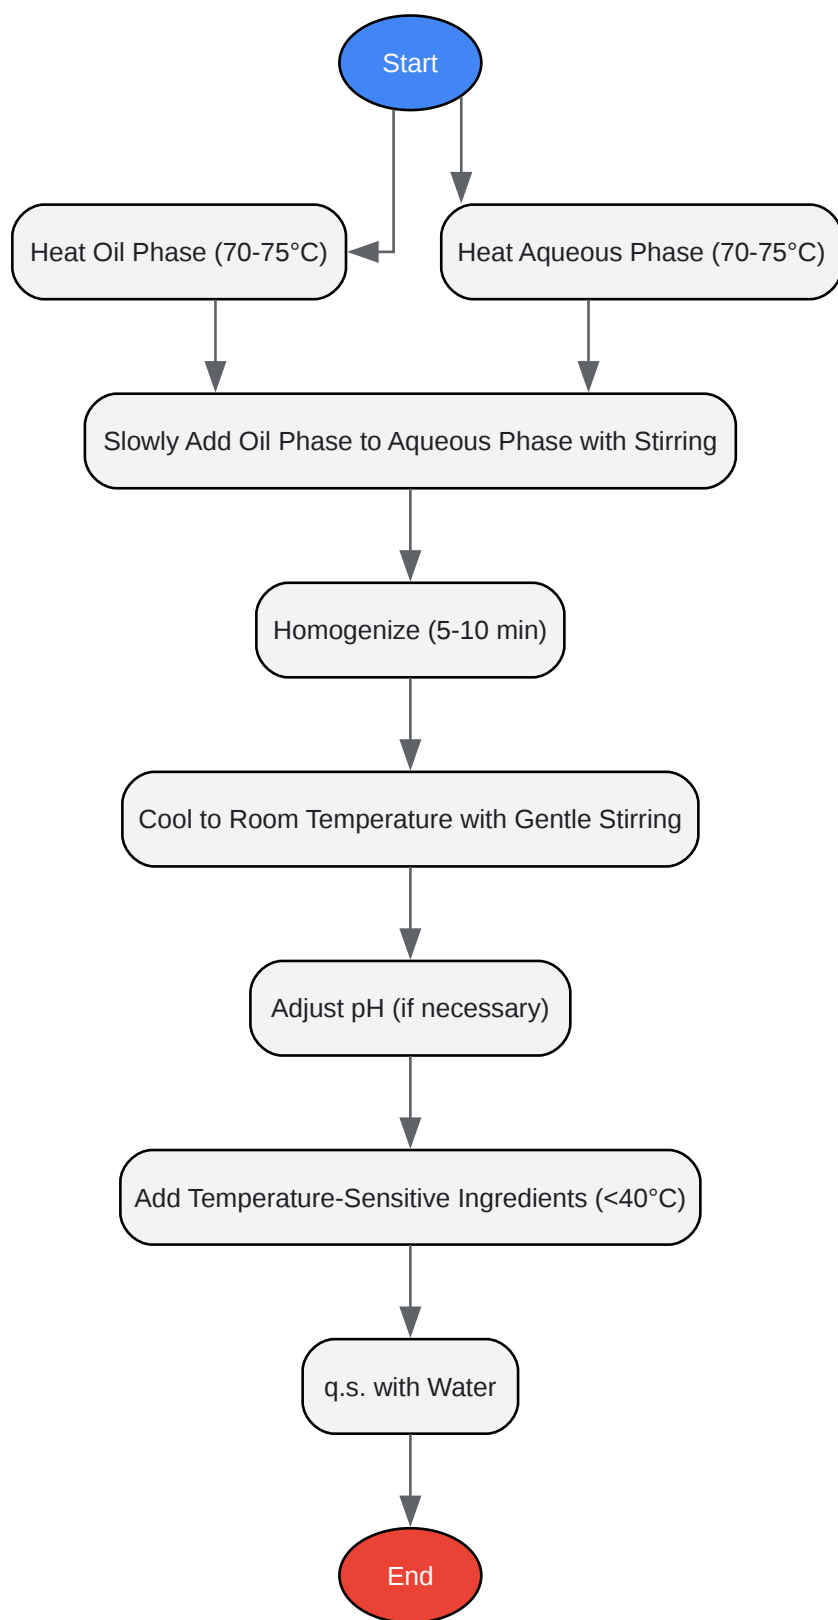 Start
Heat Oil Phase (70-75°C)
Heat Aqueous Phase (70-75°C)
Slowly Add Oil Phase to Aqueous Phase with Stirring
Homogenize (5-10 min)
Cool to Room Temperature with Gentle Stirring
Adjust pH (if necessary)
Add Temperature-Sensitive Ingredients (<40°C)
q.s. with Water
End